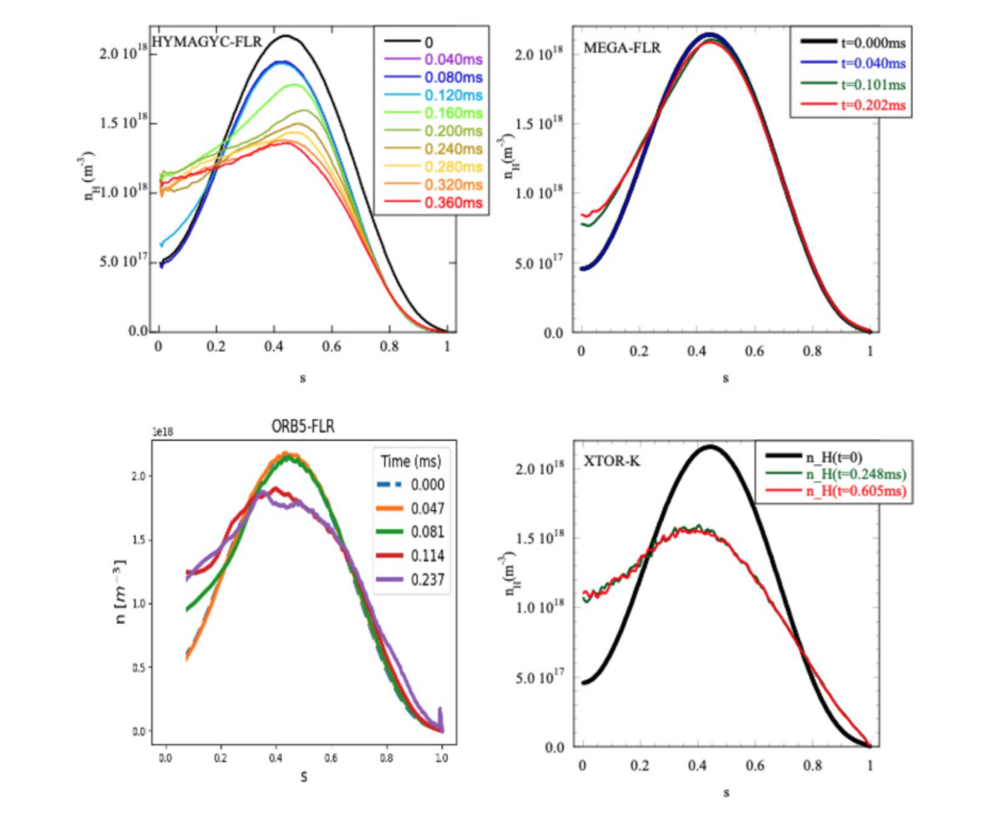 HYMAGYC-FLR
0
0.040ms
0.080ms
0.120ms
0.160ms
0.200ms
0.240ms
0.280ms
0.320ms
0.360ms
2.0 10^18
1.5 10^18
1.0 10^18
5.0 10^17
0.0
n_H(m^-3)
0 0.2 0.4 0.6 0.8 1
s
MEGA-FLR
t=0.000ms
t=0.040ms
t=0.101ms
t=0.202ms
2.0 10^18
1.5 10^18
1.0 10^18
5.0 10^17
0.0
n_H(m^-3)
0 0.2 0.4 0.6 0.8 1
s
ORB5-FLR
1e18
Time (ms)
0.000
0.047
0.081
0.114
0.237
2.0
1.5
1.0
0.5
0.0
n [m^-3]
0.0 0.2 0.4 0.6 0.8 1.0
s
XTOR-K
n_H(t=0)
n_H(t=0.248ms)
n_H(t=0.605ms)
2.0 10^18
1.5 10^18
1.0 10^18
5.0 10^17
0.0
n_H(m^-3)
0 0.2 0.4 0.6 0.8 1
s